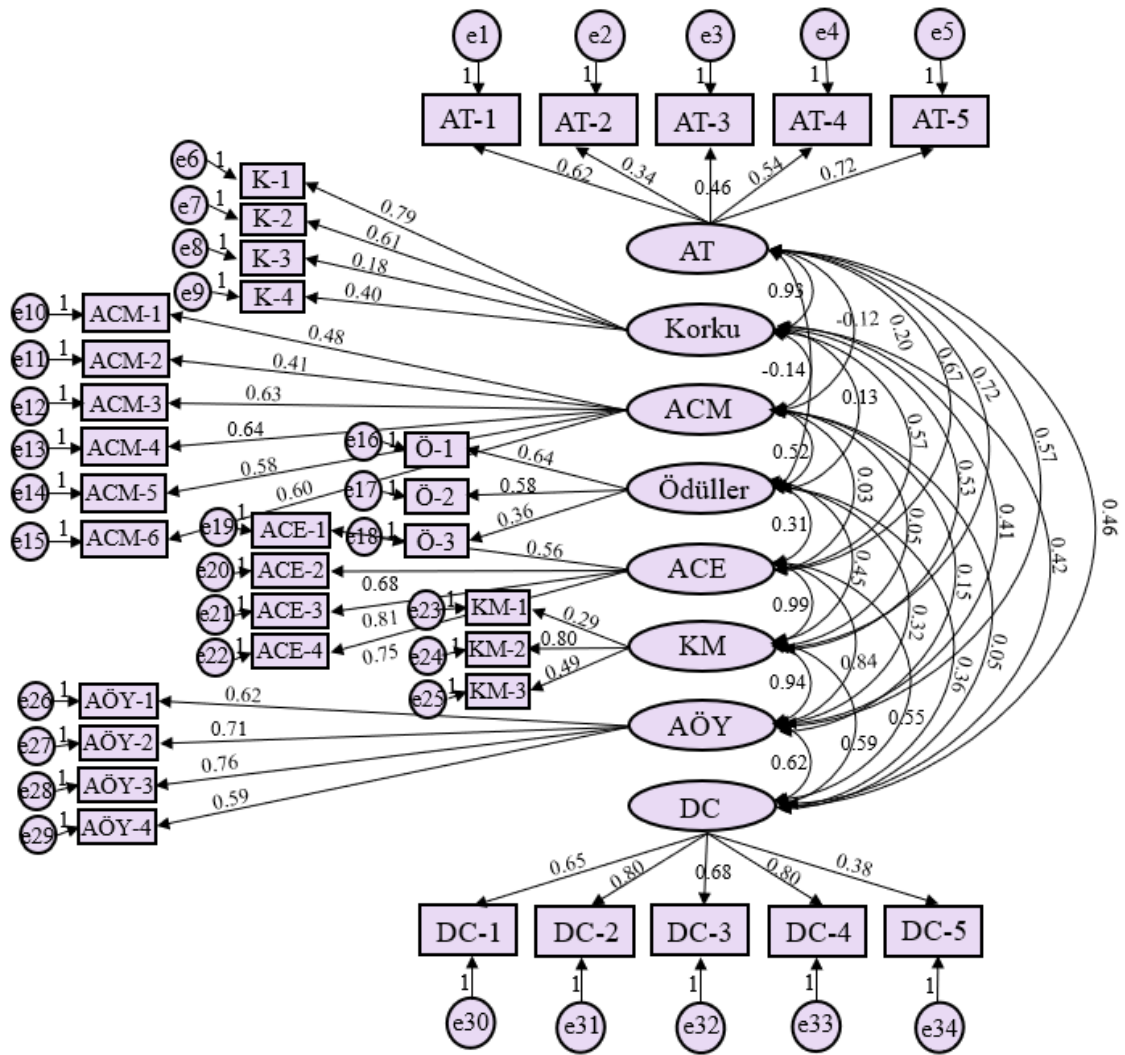 e1 e2 e3 e4 e5
1 1 1 1 1
AT-1 AT-2 AT-3 AT-4 AT-5
0.62 0.34 0.46 0.54 0.72
e6 1 K-1
e7 1 K-2
e8 1 K-3
e9 1 K-4
0.79
0.61
0.18
0.40
AT
Korku
ACM
Ödüller
ACE
KM
AÖY
DC
e10 1 ACM-1
e11 1 ACM-2
e12 1 ACM-3
e13 1 ACM-4
e14 1 ACM-5
e15 1 ACM-6
0.48
0.41
0.63
0.64
0.58
0.60
e16 1 Ö-1
e17 1 Ö-2
e18 1 Ö-3
0.64
0.58
0.36
e19 1 ACE-1
e20 1 ACE-2
e21 1 ACE-3
e22 1 ACE-4
0.56
0.68
0.81
0.75
e23 1 KM-1
e24 1 KM-2
e25 1 KM-3
0.29
0.80
0.49
e26 1 AÖY-1
e27 1 AÖY-2
e28 1 AÖY-3
e29 1 AÖY-4
0.62
0.71
0.76
0.59
0.93
-0.12
0.20
0.67
0.72
0.57
0.46
-0.14
0.13
0.57
0.53
0.41
0.42
0.52
0.03
0.05
0.15
0.05
0.31
0.45
0.32
0.36
0.99
0.84
0.55
0.94
0.59
0.62
0.65 0.80 0.68 0.80 0.38
DC-1 DC-2 DC-3 DC-4 DC-5
1 1 1 1 1
e30 e31 e32 e33 e34